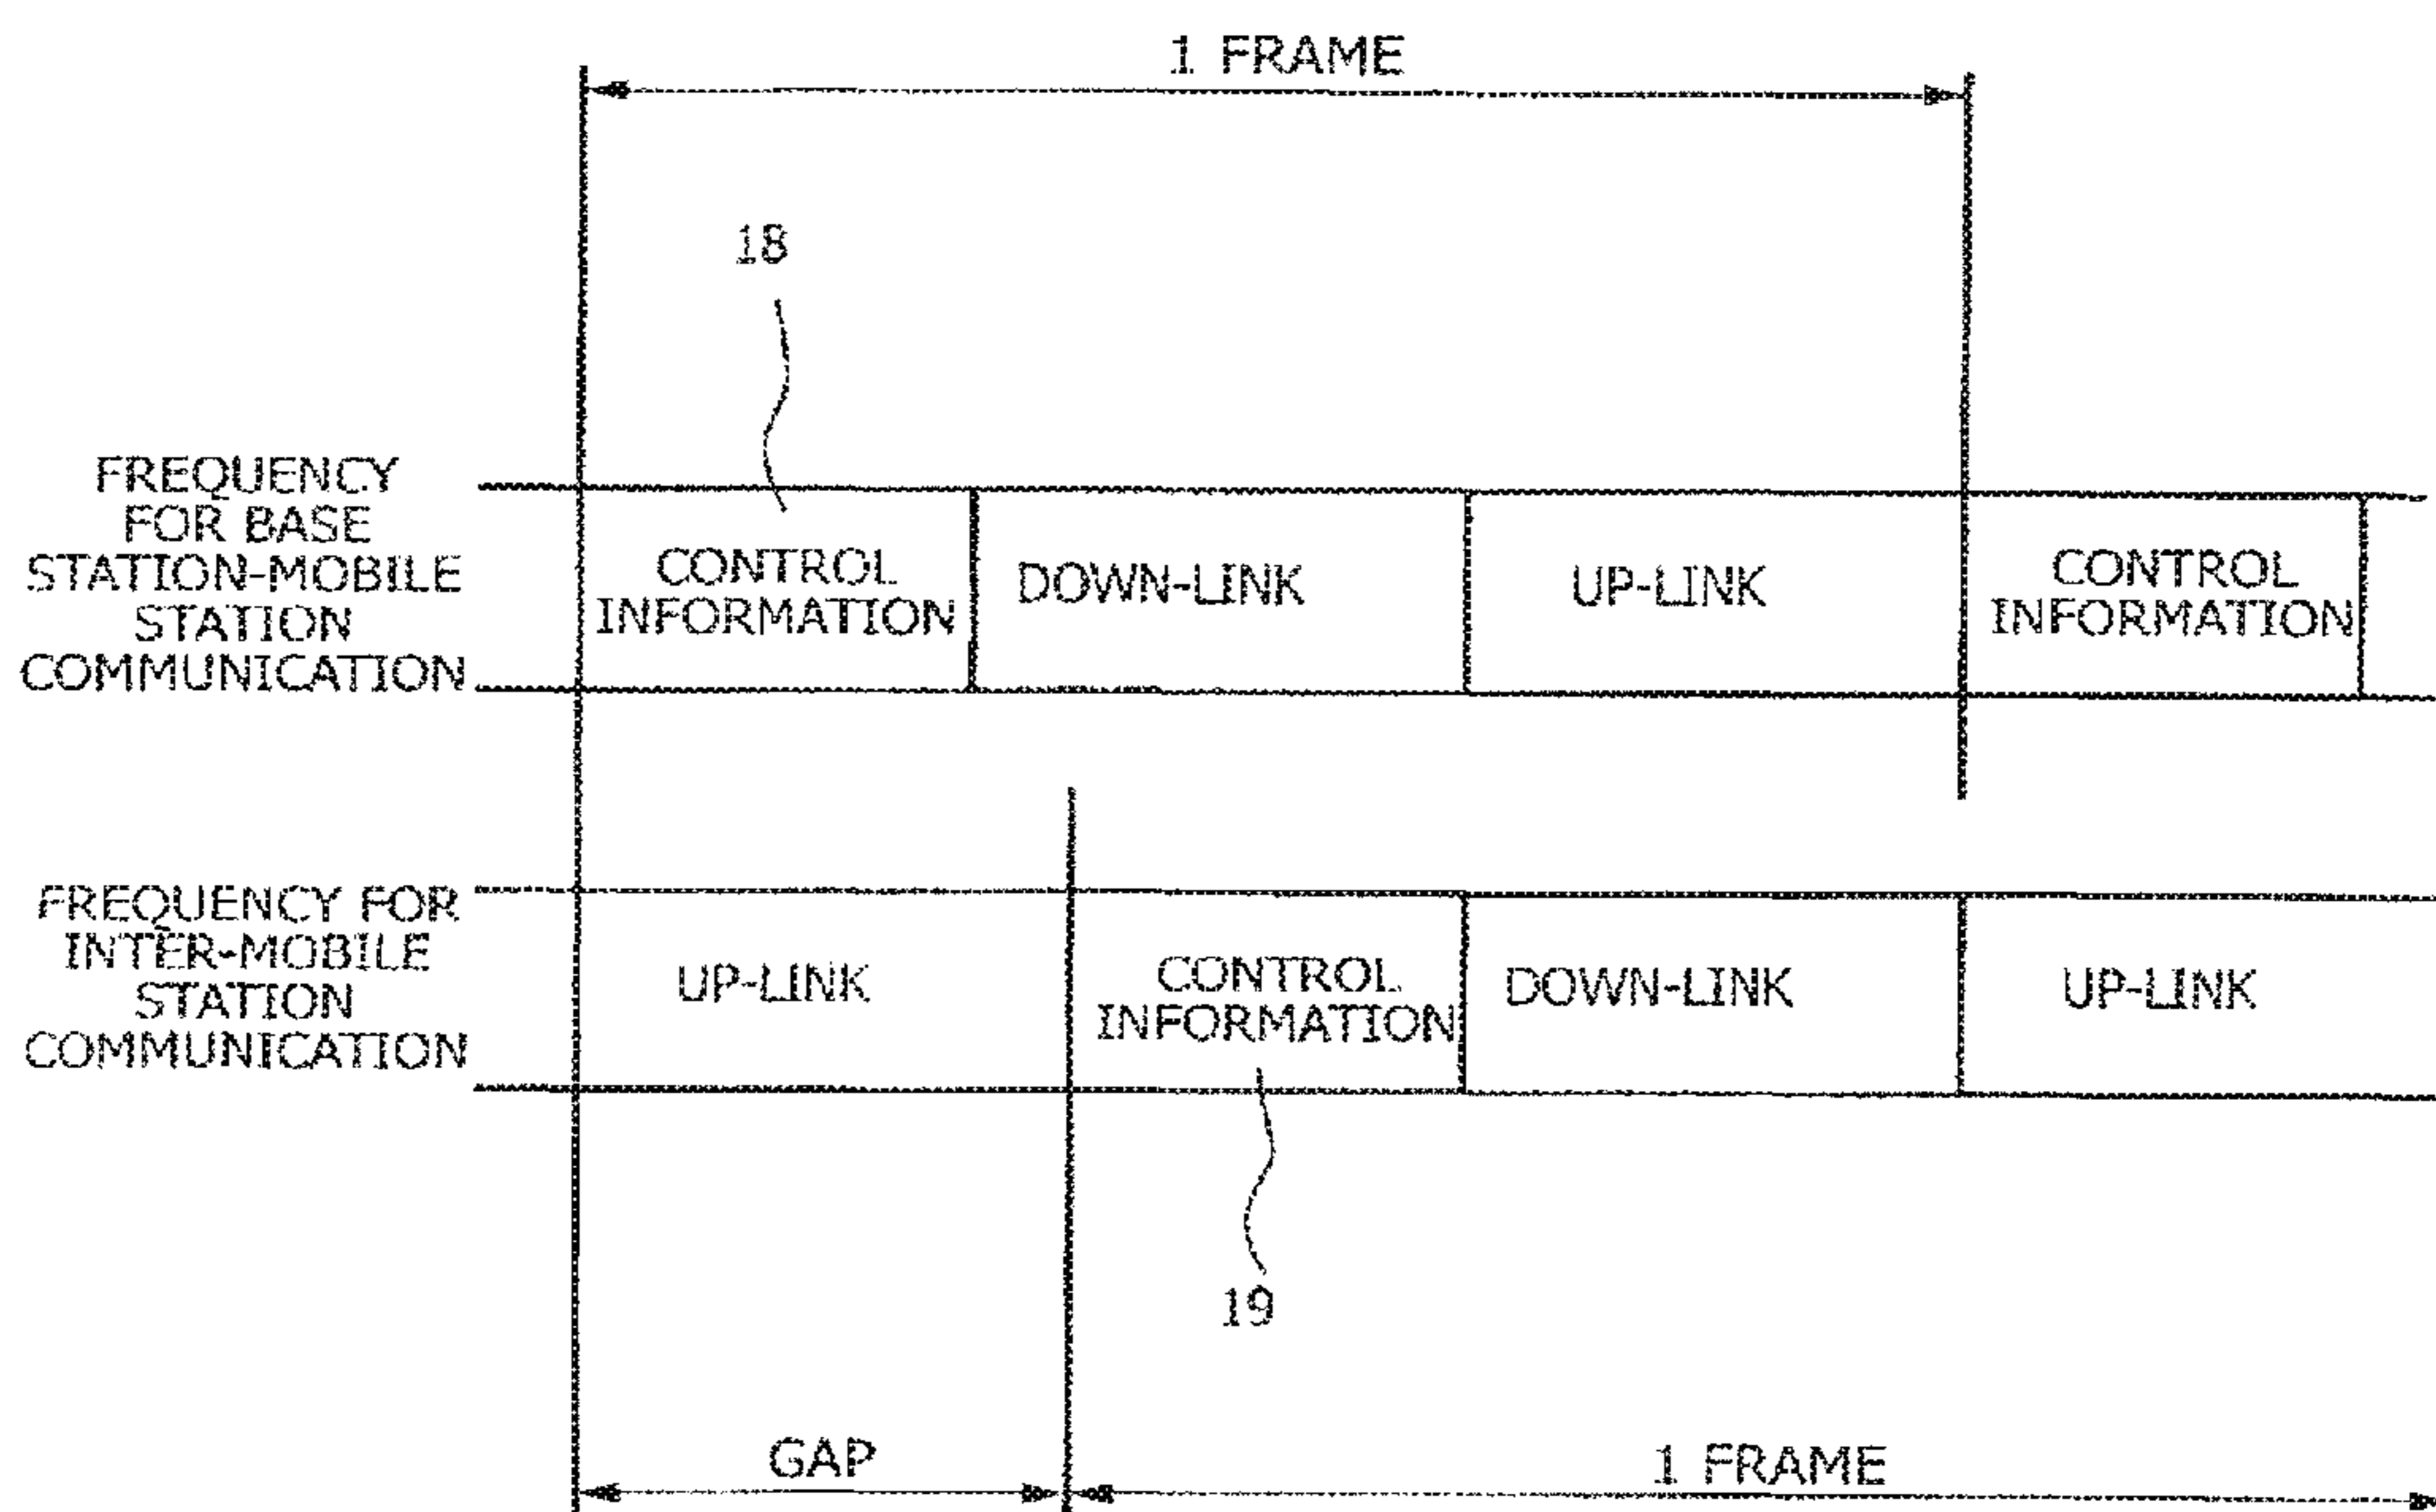 1 FRAME
18
FREQUENCY
FOR BASE
STATION-MOBILE
STATION
COMMUNICATION
CONTROL
INFORMATION
DOWN-LINK
UP-LINK
CONTROL
INFORMATION
FREQUENCY FOR
INTER-MOBILE
STATION
COMMUNICATION
UP-LINK
CONTROL
INFORMATION
DOWN-LINK
UP-LINK
19
GAP
1 FRAME